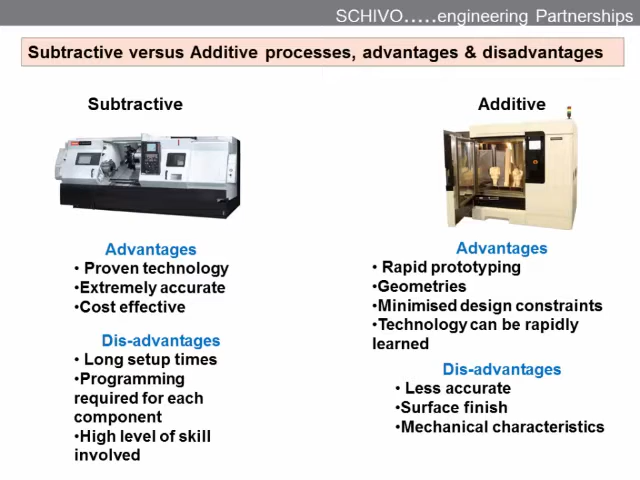 SCHIVO.....engineering Partnerships
Subtractive versus Additive processes, advantages & disadvantages
Subtractive
Advantages
• Proven technology
•Extremely accurate
•Cost effective
Dis-advantages
• Long setup times
•Programming
required for each
component
•High level of skill
involved
Additive
Advantages
• Rapid prototyping
•Geometries
•Minimised design constraints
•Technology can be rapidly
learned
Dis-advantages
• Less accurate
•Surface finish
•Mechanical characteristics